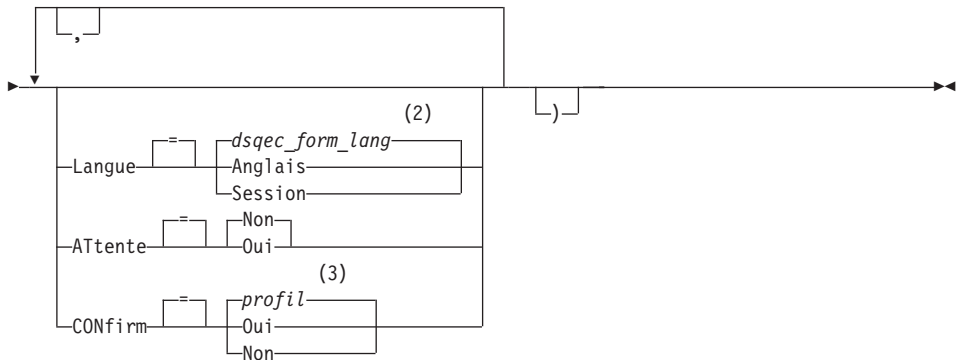 ,
(2)
)
dsqec_form_lang
Langue = Anglais
Session
= Non
ATtente Oui
(3)
= profil
CONfirm Oui
Non